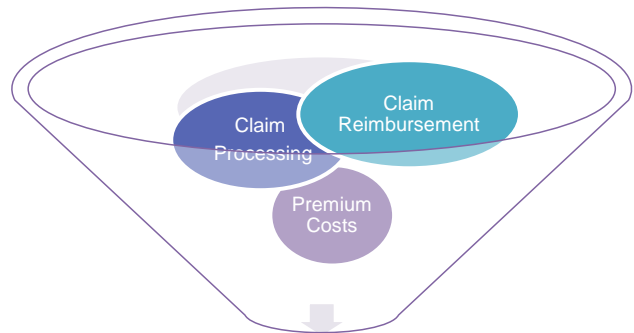 Claim
Reimbursement
Claim
Processing
Premium
Costs